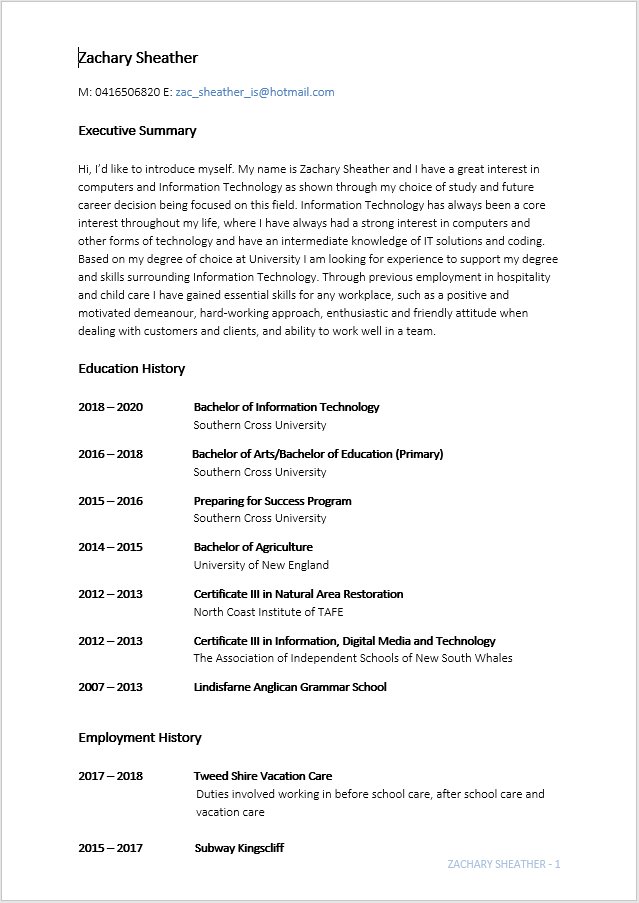 Zachary Sheather
M: 0416506820 E: zac_sheather_is@hotmail.com
Executive Summary
Hi, I'd like to introduce myself. My name is Zachary Sheather and I have a great interest in
computers and Information Technology as shown through my choice of study and future
career decision being focused on this field. Information Technology has always been a core
interest throughout my life, where I have always had a strong interest in computers and
other forms of technology and have an intermediate knowledge of IT solutions and coding.
Based on my degree of choice at University I am looking for experience to support my degree
and skills surrounding Information Technology. Through previous employment in hospitality
and child care I have gained essential skills for any workplace, such as a positive and
motivated demeanour, hard-working approach, enthusiastic and friendly attitude when
dealing with customers and clients, and ability to work well in a team.
Education History
2018 – 2020 Bachelor of Information Technology
Southern Cross University
2016 – 2018 Bachelor of Arts/Bachelor of Education (Primary)
Southern Cross University
2015 – 2016 Preparing for Success Program
Southern Cross University
2014 – 2015 Bachelor of Agriculture
University of New England
2012 – 2013 Certificate III in Natural Area Restoration
North Coast Institute of TAFE
2012 – 2013 Certificate III in Information, Digital Media and Technology
The Association of Independent Schools of New South Whales
2007 – 2013 Lindisfarne Anglican Grammar School
Employment History
2017 – 2018 Tweed Shire Vacation Care
Duties involved working in before school care, after school care and
vacation care
2015 – 2017 Subway Kingscliff
ZACHARY SHEATHER - 1